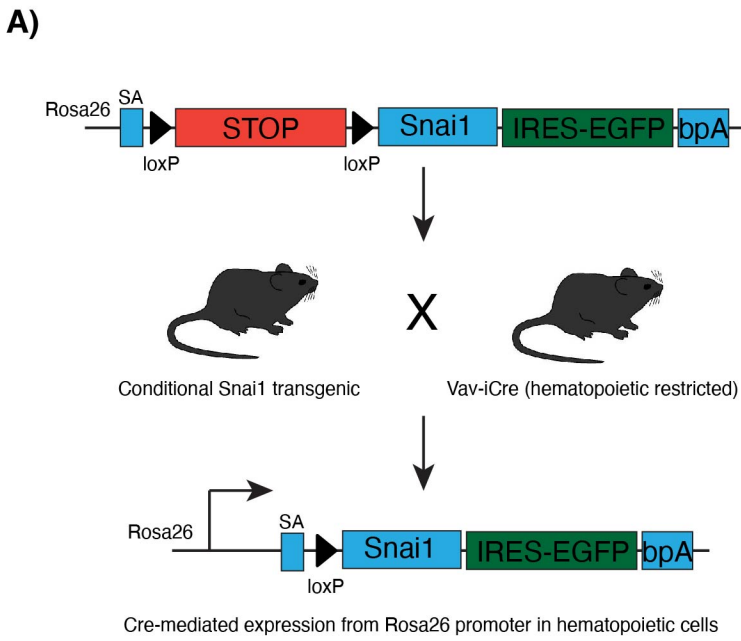 A)
Rosa26
SA
STOP
Snai1
IRES-EGFP
bpA
loxP
loxP
X
Conditional Snai1 transgenic
Vav-iCre (hematopoietic restricted)
Rosa26
SA
Snai1
IRES-EGFP
bpA
loxP
Cre-mediated expression from Rosa26 promoter in hematopoietic cells